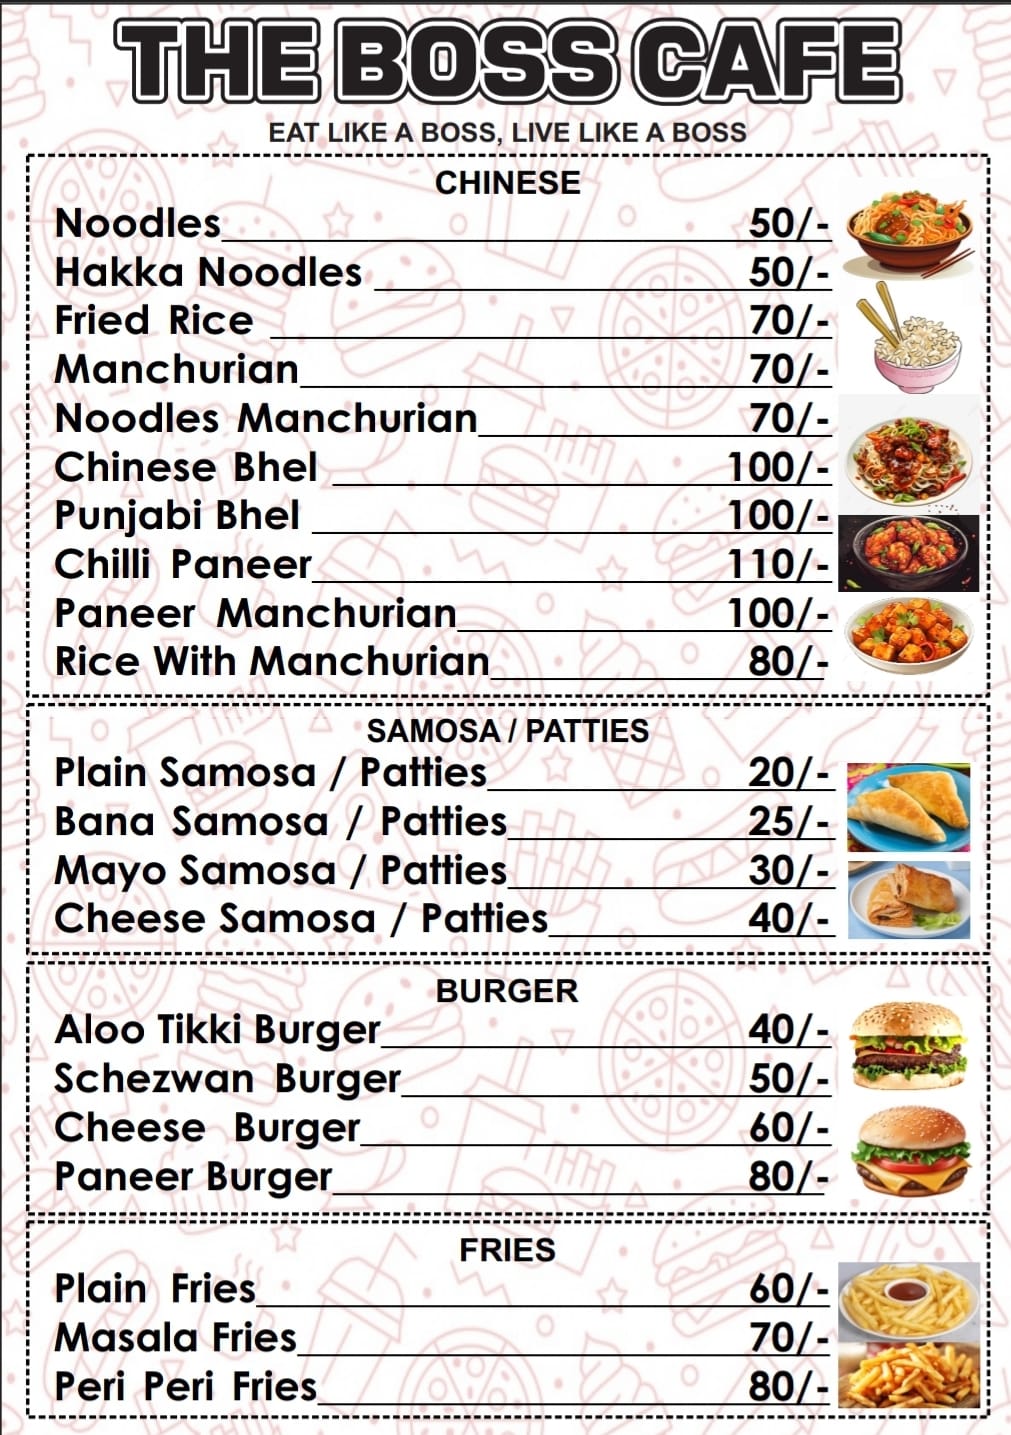 THE BOSS CAFE
EAT LIKE A BOSS, LIVE LIKE A BOSS
CHINESE
Noodles 50/-
Hakka Noodles 50/-
Fried Rice 70/-
Manchurian 70/-
Noodles Manchurian 70/-
Chinese Bhel 100/-
Punjabi Bhel 100/-
Chilli Paneer 110/-
Paneer Manchurian 100/-
Rice With Manchurian 80/-
SAMOSA / PATTIES
Plain Samosa / Patties 20/-
Bana Samosa / Patties 25/-
Mayo Samosa / Patties 30/-
Cheese Samosa / Patties 40/-
BURGER
Aloo Tikki Burger 40/-
Schezwan Burger 50/-
Cheese Burger 60/-
Paneer Burger 80/-
FRIES
Plain Fries 60/-
Masala Fries 70/-
Peri Peri Fries 80/-